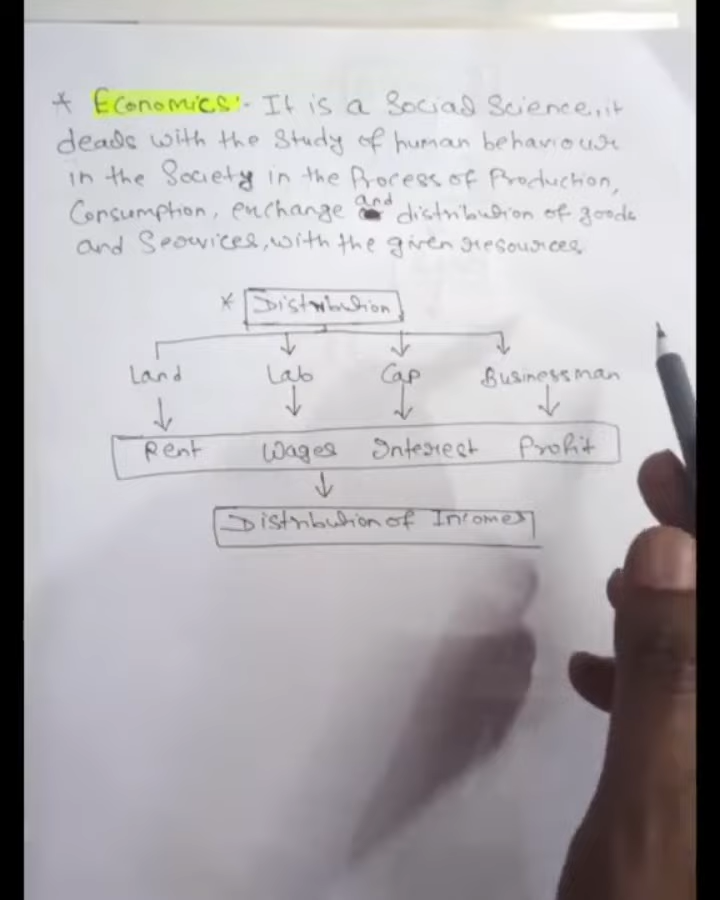 * Economics:- It is a Social Science, it
deals with the Study of human behaviour
in the Society in the Process of Production,
Consumption, exchange and distribution of goods
and Services, with the given resources
* Distribution
Land Lab Cap Businessman
Rent Wages Interest Profit
Distribution of Incomes